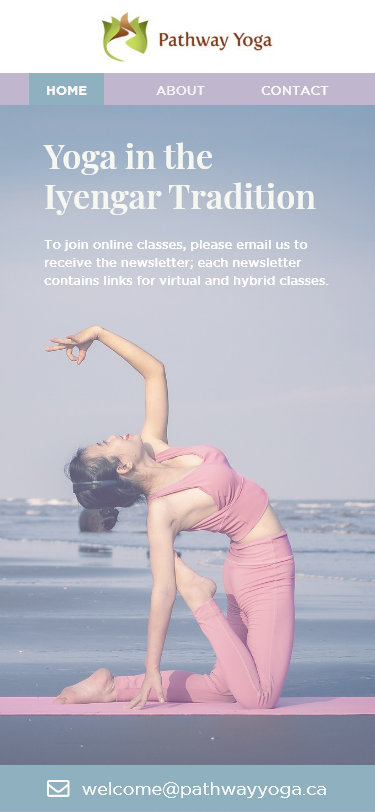 Pathway Yoga
HOME ABOUT CONTACT
Yoga in the
Iyengar Tradition
To join online classes, please email us to
receive the newsletter; each newsletter
contains links for virtual and hybrid classes.
welcome@pathwayyoga.ca